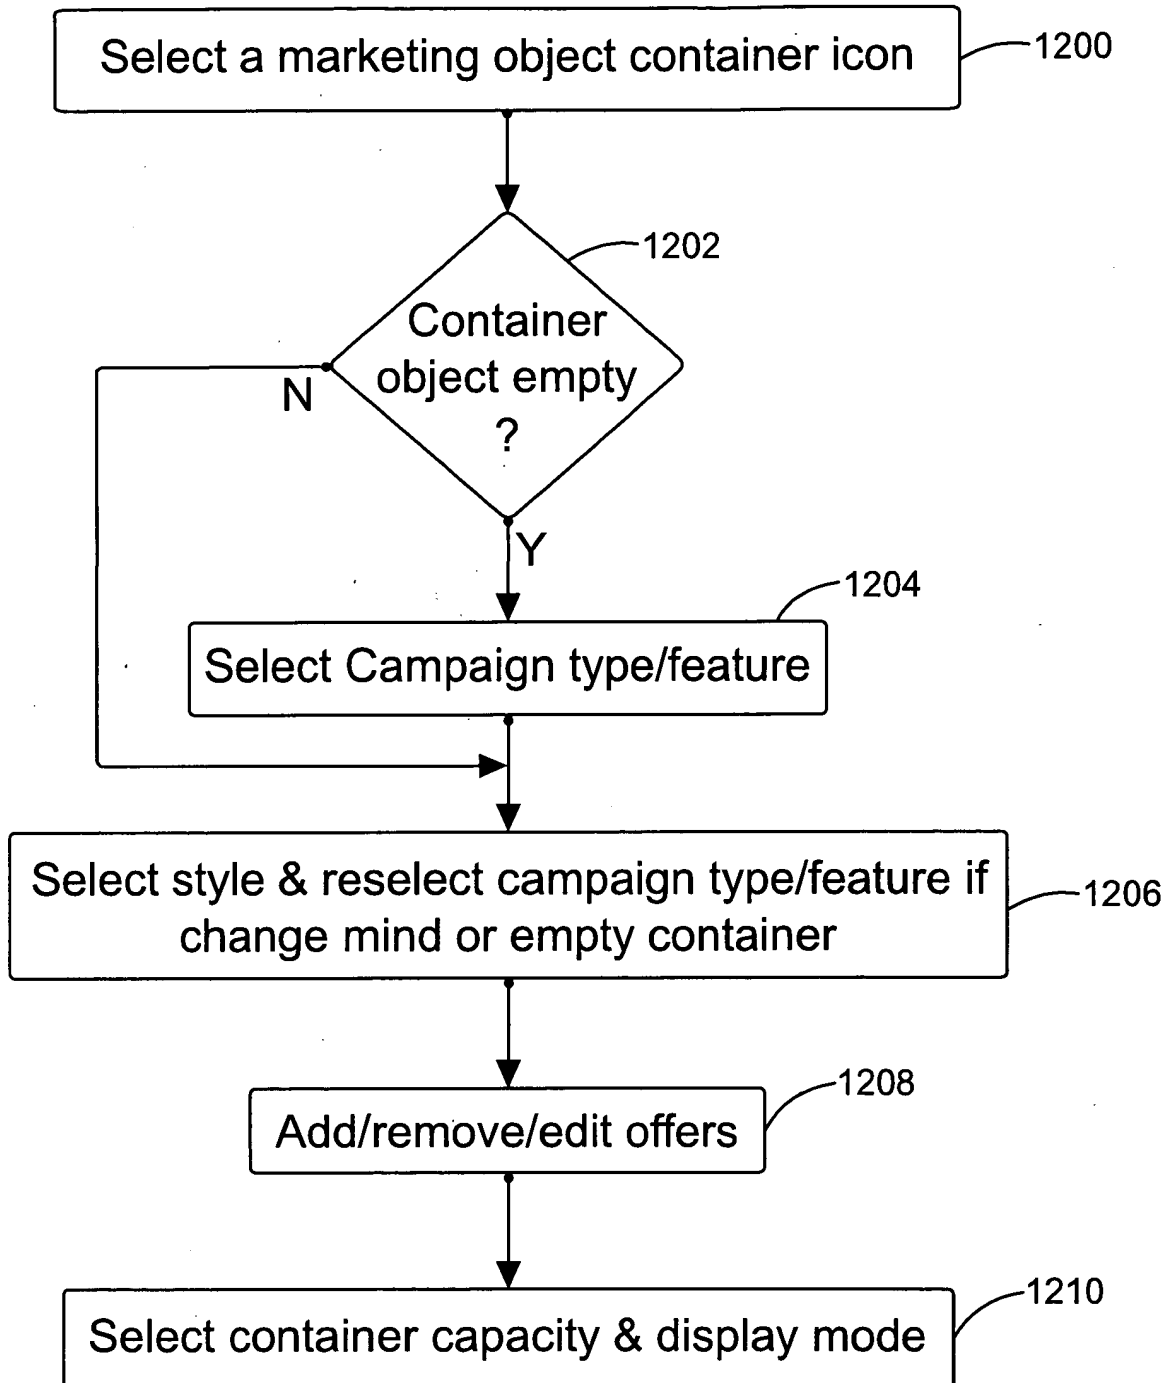 Select a marketing object container icon
1200
1202
Container
object empty
?
N
Y
1204
Select Campaign type/feature
Select style & reselect campaign type/feature if
change mind or empty container
1206
1208
Add/remove/edit offers
1210
Select container capacity & display mode